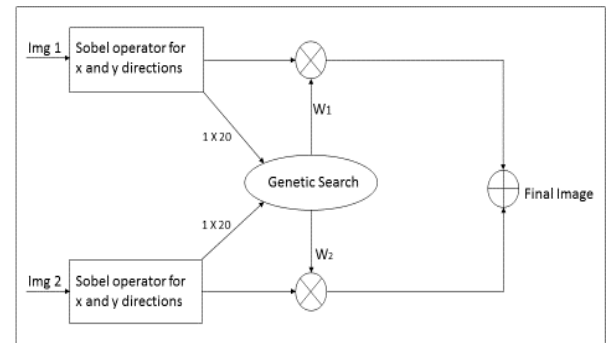 Img 1
Sobel operator for
x and y directions
W1
1 X 20
Genetic Search
Final Image
1 X 20
W2
Img 2
Sobel operator for
x and y directions